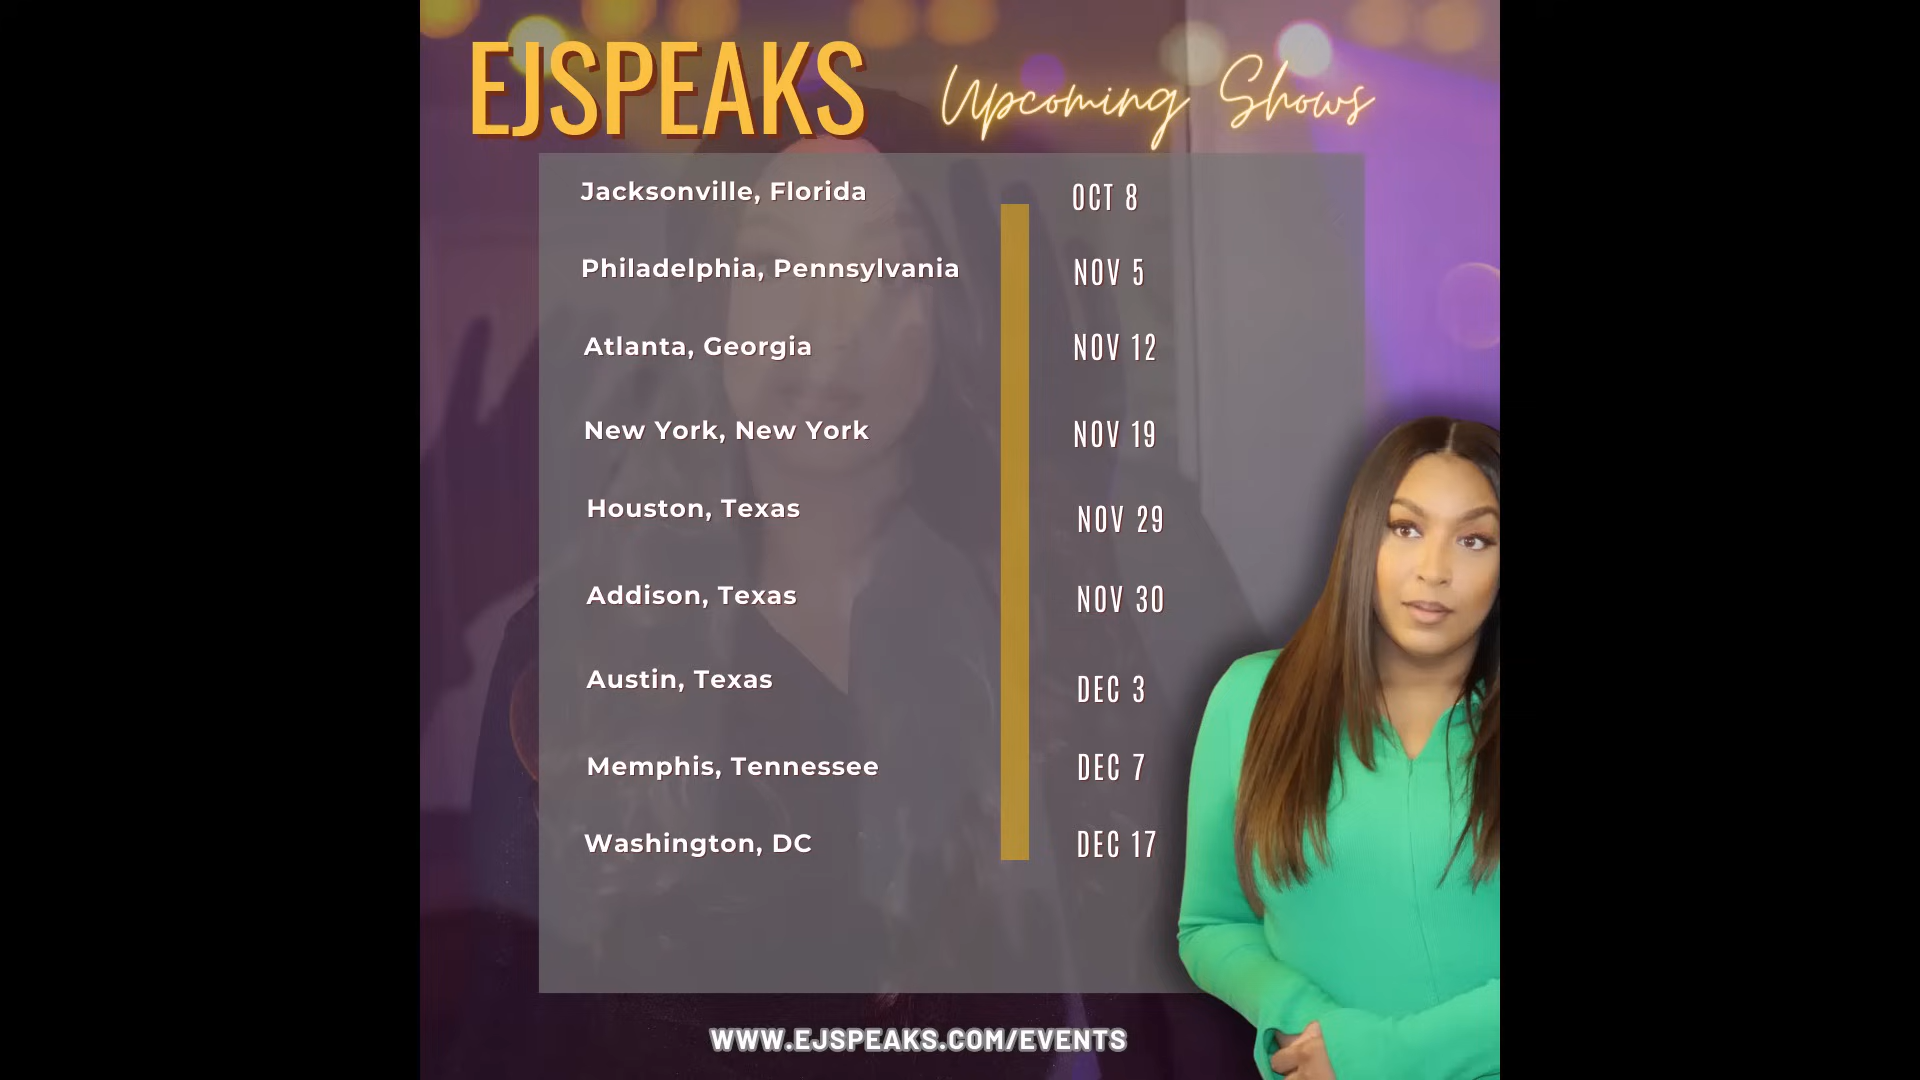 EJSPEAKS Upcoming Shows
Jacksonville, Florida OCT 8
Philadelphia, Pennsylvania NOV 5
Atlanta, Georgia NOV 12
New York, New York NOV 19
Houston, Texas NOV 29
Addison, Texas NOV 30
Austin, Texas DEC 3
Memphis, Tennessee DEC 7
Washington, DC DEC 17
WWW.EJSPEAKS.COM/EVENTS